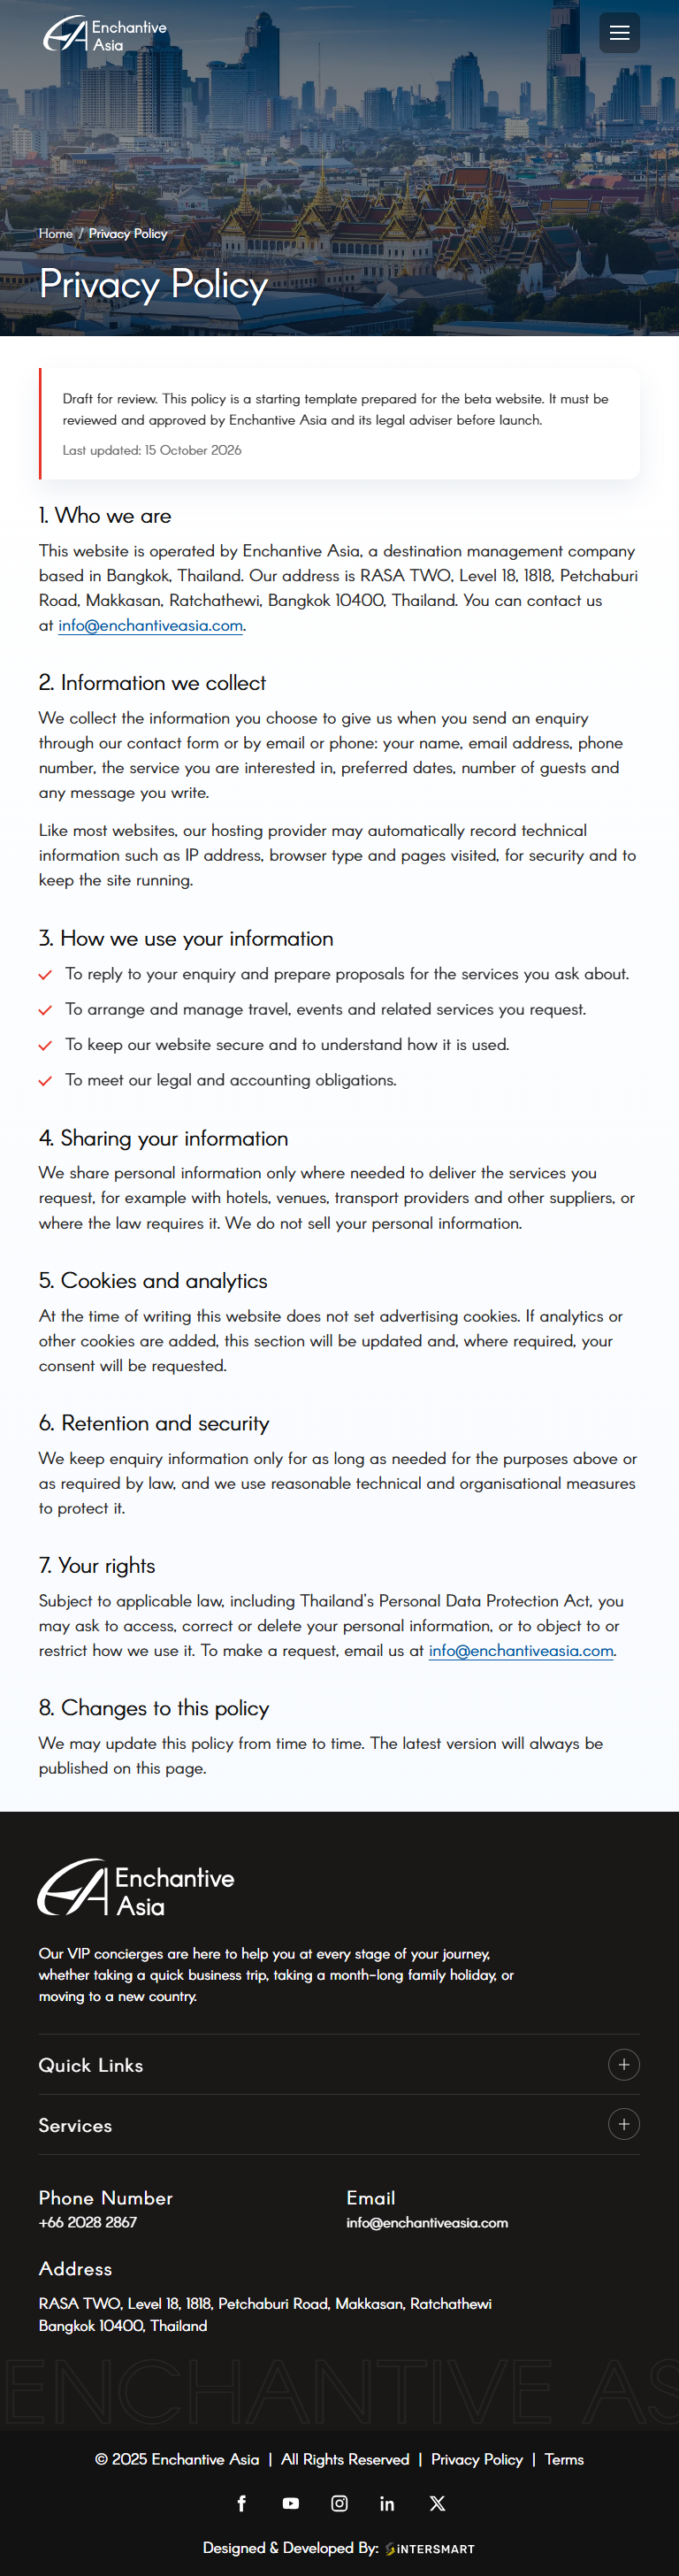 Enchantive
Asia
Home / Privacy Policy
Privacy Policy
Draft for review. This policy is a starting template prepared for the beta website. It must be
reviewed and approved by Enchantive Asia and its legal adviser before launch.
Last updated: 15 October 2026
1. Who we are
This website is operated by Enchantive Asia, a destination management company
based in Bangkok, Thailand. Our address is RASA TWO, Level 18, 1818, Petchaburi
Road, Makkasan, Ratchathewi, Bangkok 10400, Thailand. You can contact us
at info@enchantiveasia.com.
2. Information we collect
We collect the information you choose to give us when you send an enquiry
through our contact form or by email or phone: your name, email address, phone
number, the service you are interested in, preferred dates, number of guests and
any message you write.
Like most websites, our hosting provider may automatically record technical
information such as IP address, browser type and pages visited, for security and to
keep the site running.
3. How we use your information
To reply to your enquiry and prepare proposals for the services you ask about.
To arrange and manage travel, events and related services you request.
To keep our website secure and to understand how it is used.
To meet our legal and accounting obligations.
4. Sharing your information
We share personal information only where needed to deliver the services you
request, for example with hotels, venues, transport providers and other suppliers, or
where the law requires it. We do not sell your personal information.
5. Cookies and analytics
At the time of writing this website does not set advertising cookies. If analytics or
other cookies are added, this section will be updated and, where required, your
consent will be requested.
6. Retention and security
We keep enquiry information only for as long as needed for the purposes above or
as required by law, and we use reasonable technical and organisational measures
to protect it.
7. Your rights
Subject to applicable law, including Thailand's Personal Data Protection Act, you
may ask to access, correct or delete your personal information, or to object to or
restrict how we use it. To make a request, email us at info@enchantiveasia.com.
8. Changes to this policy
We may update this policy from time to time. The latest version will always be
published on this page.
Enchantive
Asia
Our VIP concierges are here to help you at every stage of your journey,
whether taking a quick business trip, taking a month-long family holiday, or
moving to a new country.
Quick Links
Services
Phone Number
+66 2028 2867
Email
info@enchantiveasia.com
Address
RASA TWO, Level 18, 1818, Petchaburi Road, Makkasan, Ratchathewi
Bangkok 10400, Thailand
ENCHANTIVE AS
© 2025 Enchantive Asia | All Rights Reserved | Privacy Policy | Terms
Designed & Developed By: iNTERSMART